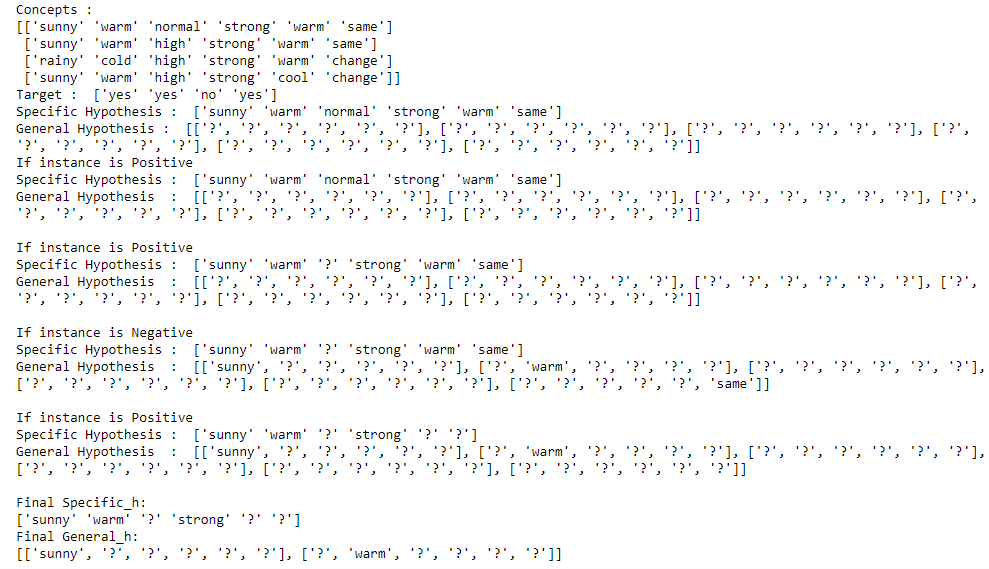 Concepts :
[['sunny' 'warm' 'normal' 'strong' 'warm' 'same']
 ['sunny' 'warm' 'high' 'strong' 'warm' 'same']
 ['rainy' 'cold' 'high' 'strong' 'warm' 'change']
 ['sunny' 'warm' 'high' 'strong' 'cool' 'change']]
Target :  ['yes' 'yes' 'no' 'yes']
Specific Hypothesis :  ['sunny' 'warm' 'normal' 'strong' 'warm' 'same']
General Hypothesis :  [['?', '?', '?', '?', '?', '?'], ['?', '?', '?', '?', '?', '?'], ['?', '?', '?', '?', '?', '?'], ['?',
'?', '?', '?', '?', '?'], ['?', '?', '?', '?', '?', '?'], ['?', '?', '?', '?', '?', '?']]
If instance is Positive
Specific Hypothesis :  ['sunny' 'warm' 'normal' 'strong' 'warm' 'same']
General Hypothesis  :  [['?', '?', '?', '?', '?', '?'], ['?', '?', '?', '?', '?', '?'], ['?', '?', '?', '?', '?', '?'], ['?',
'?', '?', '?', '?', '?'], ['?', '?', '?', '?', '?', '?'], ['?', '?', '?', '?', '?', '?']]
If instance is Positive
Specific Hypothesis :  ['sunny' 'warm' '?' 'strong' 'warm' 'same']
General Hypothesis  :  [['?', '?', '?', '?', '?', '?'], ['?', '?', '?', '?', '?', '?'], ['?', '?', '?', '?', '?', '?'], ['?',
'?', '?', '?', '?', '?'], ['?', '?', '?', '?', '?', '?'], ['?', '?', '?', '?', '?', '?']]
If instance is Negative
Specific Hypothesis :  ['sunny' 'warm' '?' 'strong' 'warm' 'same']
General Hypothesis  :  [['sunny', '?', '?', '?', '?', '?'], ['?', 'warm', '?', '?', '?', '?'], ['?', '?', '?', '?', '?', '?'],
['?', '?', '?', '?', '?', '?'], ['?', '?', '?', '?', '?', '?'], ['?', '?', '?', '?', '?', 'same']]
If instance is Positive
Specific Hypothesis :  ['sunny' 'warm' '?' 'strong' '?' '?']
General Hypothesis  :  [['sunny', '?', '?', '?', '?', '?'], ['?', 'warm', '?', '?', '?', '?'], ['?', '?', '?', '?', '?', '?'],
['?', '?', '?', '?', '?', '?'], ['?', '?', '?', '?', '?', '?'], ['?', '?', '?', '?', '?', '?']]
Final Specific_h:
['sunny' 'warm' '?' 'strong' '?' '?']
Final General_h:
[['sunny', '?', '?', '?', '?', '?'], ['?', 'warm', '?', '?', '?', '?']]